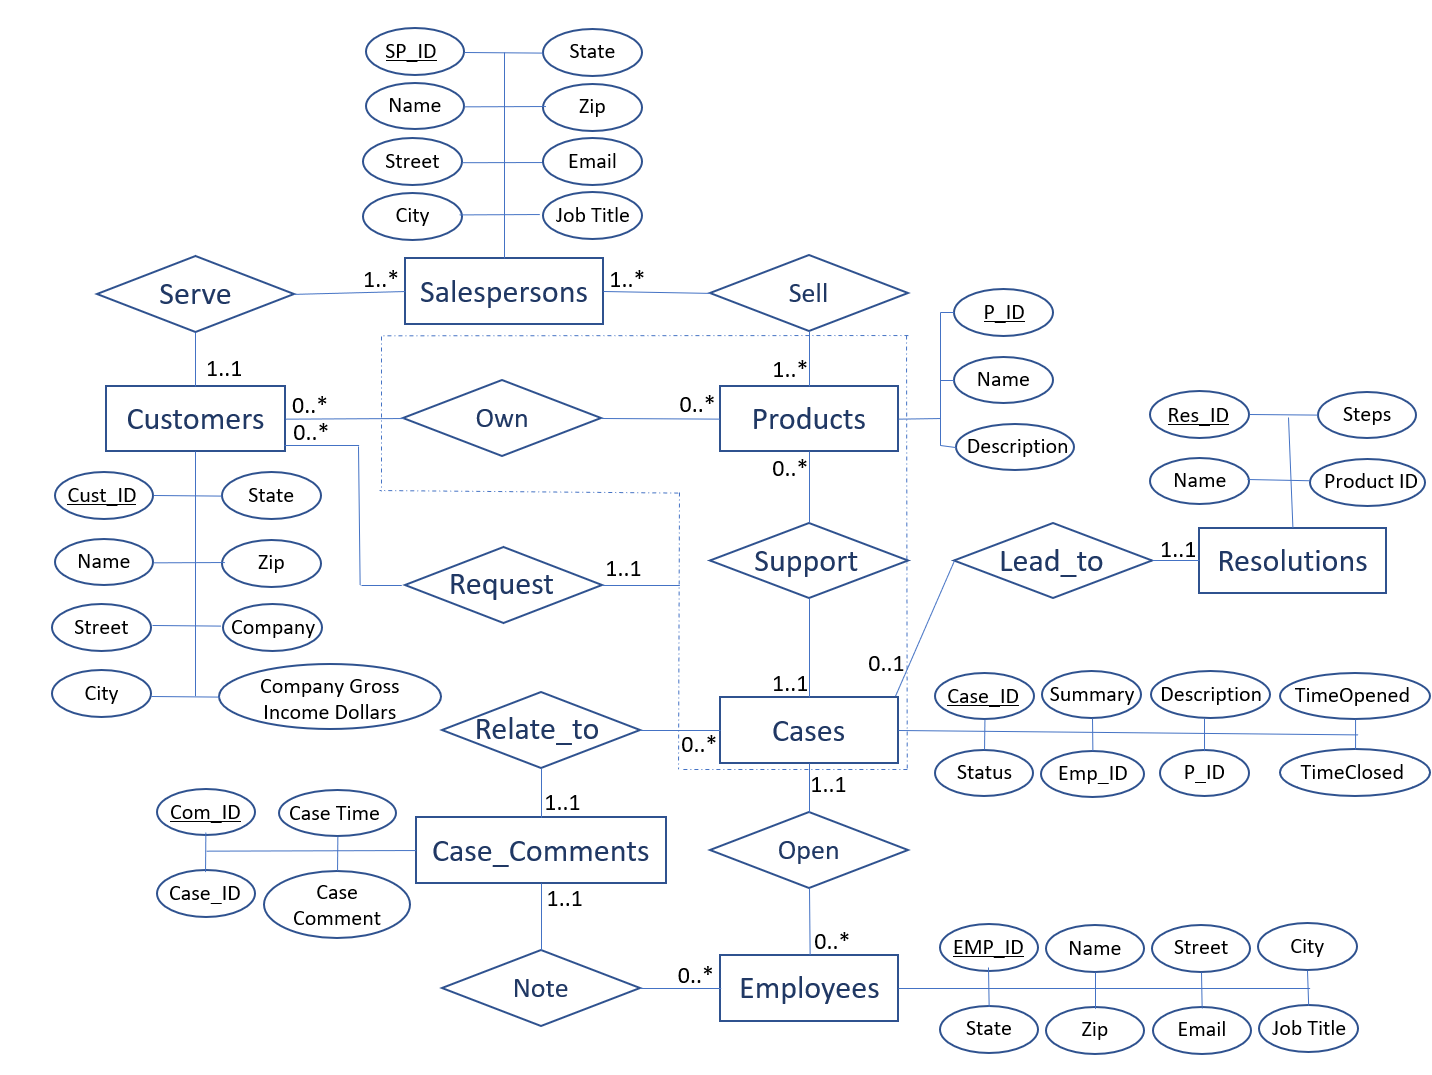 SP_ID
State
Name
Zip
Street
Email
City
Job Title
Serve
1..*
Salespersons
1..*
Sell
P_ID
1..1
1..*
Name
Customers
0..*
0..*
Own
0..*
Products
Description
Res_ID
Steps
0..*
Name
Product ID
Cust_ID
State
Name
Zip
Street
Company
City
Company Gross
Income Dollars
Request
1..1
Support
Lead_to
1..1
Resolutions
0..1
1..1
Relate_to
0..*
Cases
Case_ID
Summary
Description
TimeOpened
Status
Emp_ID
P_ID
TimeClosed
1..1
1..1
Com_ID
Case Time
Case_Comments
Case_ID
Case
Comment
Open
1..1
0..*
Note
0..*
Employees
EMP_ID
Name
Street
City
State
Zip
Email
Job Title